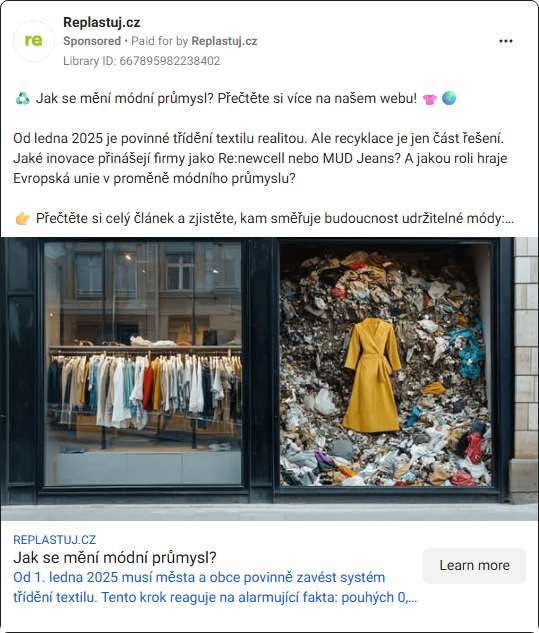 re
Replastuj.cz
Sponsored • Paid for by Replastuj.cz
Library ID: 667895982238402
♻️ Jak se mění módní průmysl? Přečtěte si více na našem webu! 👚🌍
Od ledna 2025 je povinné třídění textilu realitou. Ale recyklace je jen část řešení.
Jaké inovace přinášejí firmy jako Re:newcell nebo MUD Jeans? A jakou roli hraje
Evropská unie v proměně módního průmyslu?
👉 Přečtěte si celý článek a zjistěte, kam směřuje budoucnost udržitelné módy:...
REPLASTUJ.CZ
Jak se mění módní průmysl?
Od 1. ledna 2025 musí města a obce povinně zavést systém
třídění textilu. Tento krok reaguje na alarmující fakta: pouhých 0,...
Learn more